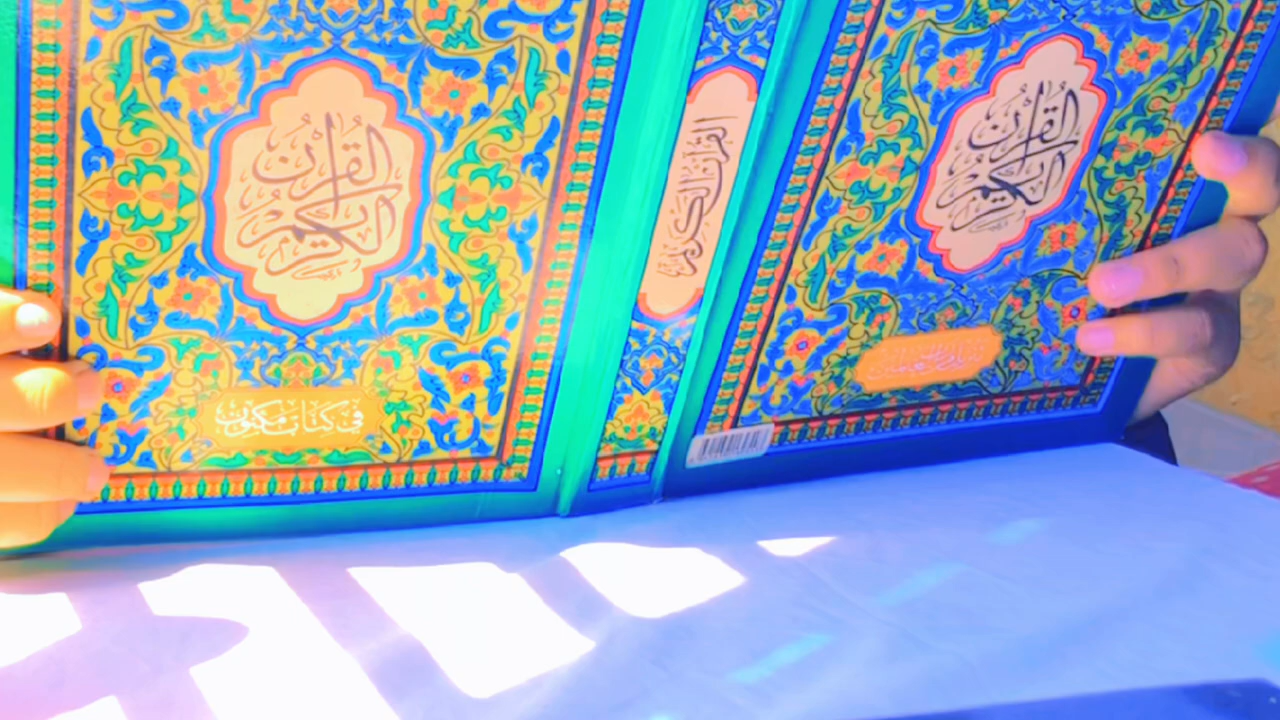 القرآن
الكريم
في كتاب مكنون
القرآن الكريم
القرآن
الكريم